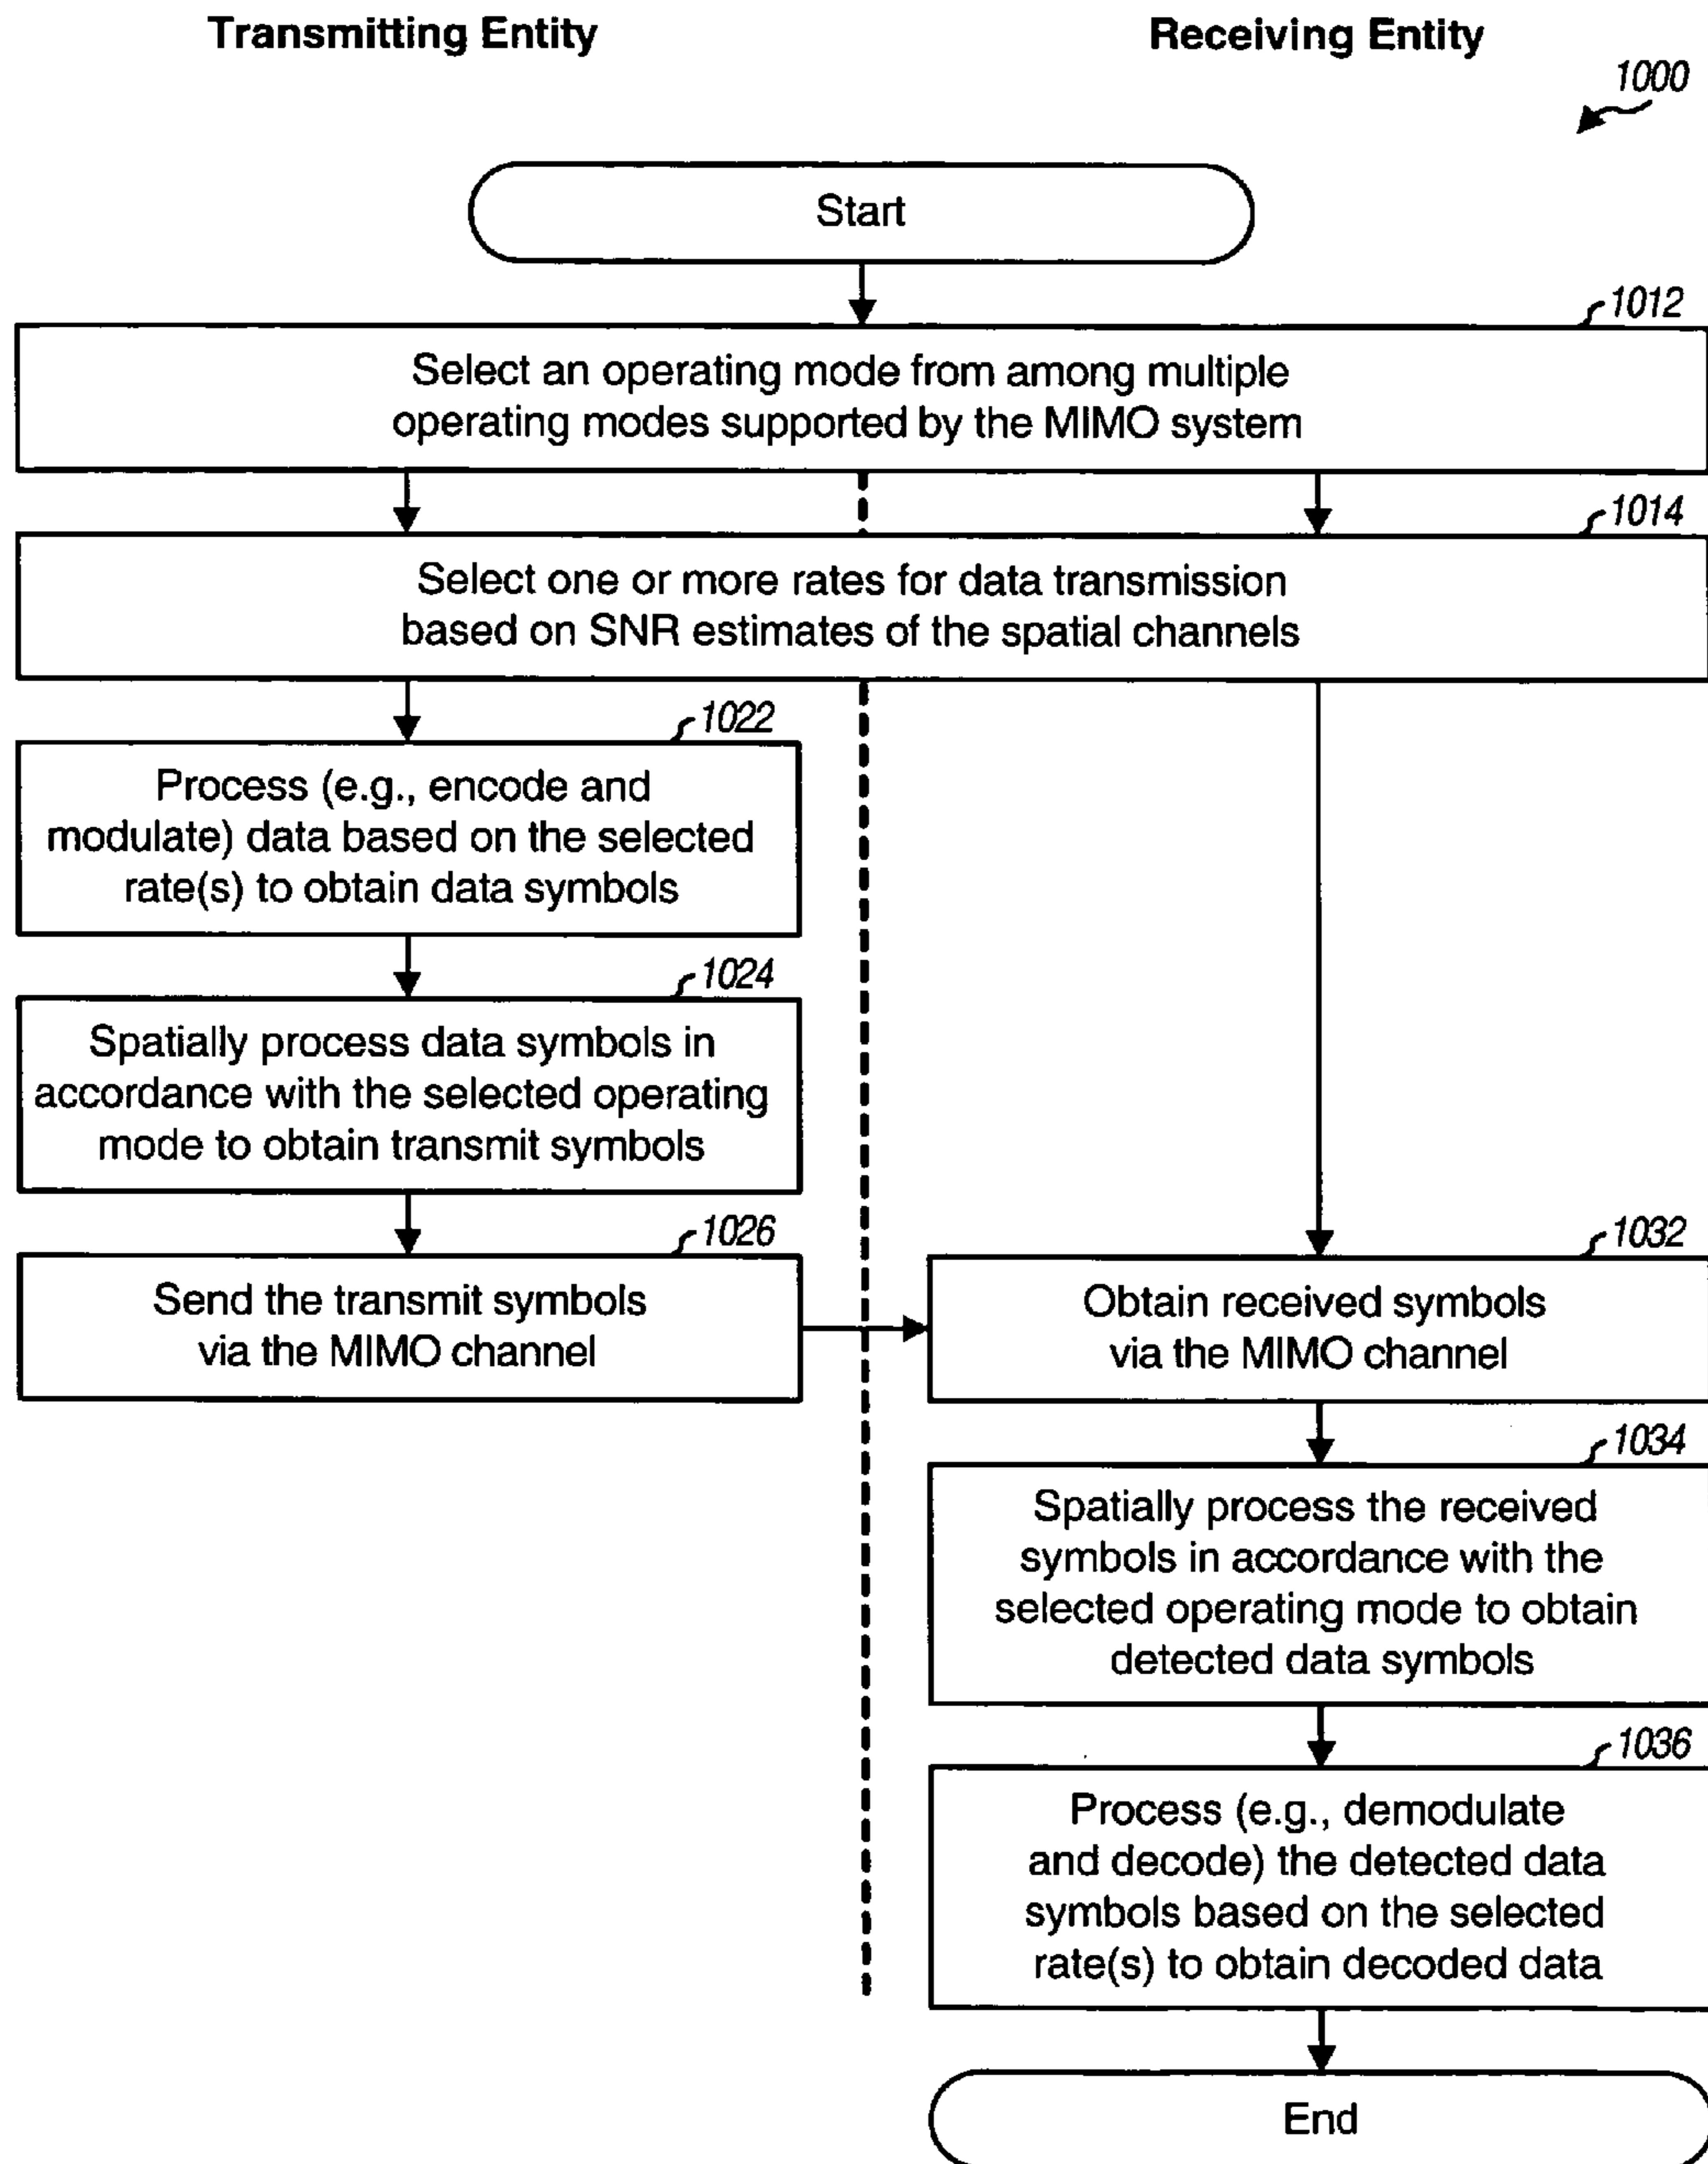 Transmitting Entity
Receiving Entity
1000
Start
1012
Select an operating mode from among multiple
operating modes supported by the MIMO system
1014
Select one or more rates for data transmission
based on SNR estimates of the spatial channels
1022
Process (e.g., encode and
modulate) data based on the selected
rate(s) to obtain data symbols
1024
Spatially process data symbols in
accordance with the selected operating
mode to obtain transmit symbols
1026
Send the transmit symbols
via the MIMO channel
1032
Obtain received symbols
via the MIMO channel
1034
Spatially process the received
symbols in accordance with the
selected operating mode to obtain
detected data symbols
1036
Process (e.g., demodulate
and decode) the detected data
symbols based on the selected
rate(s) to obtain decoded data
End